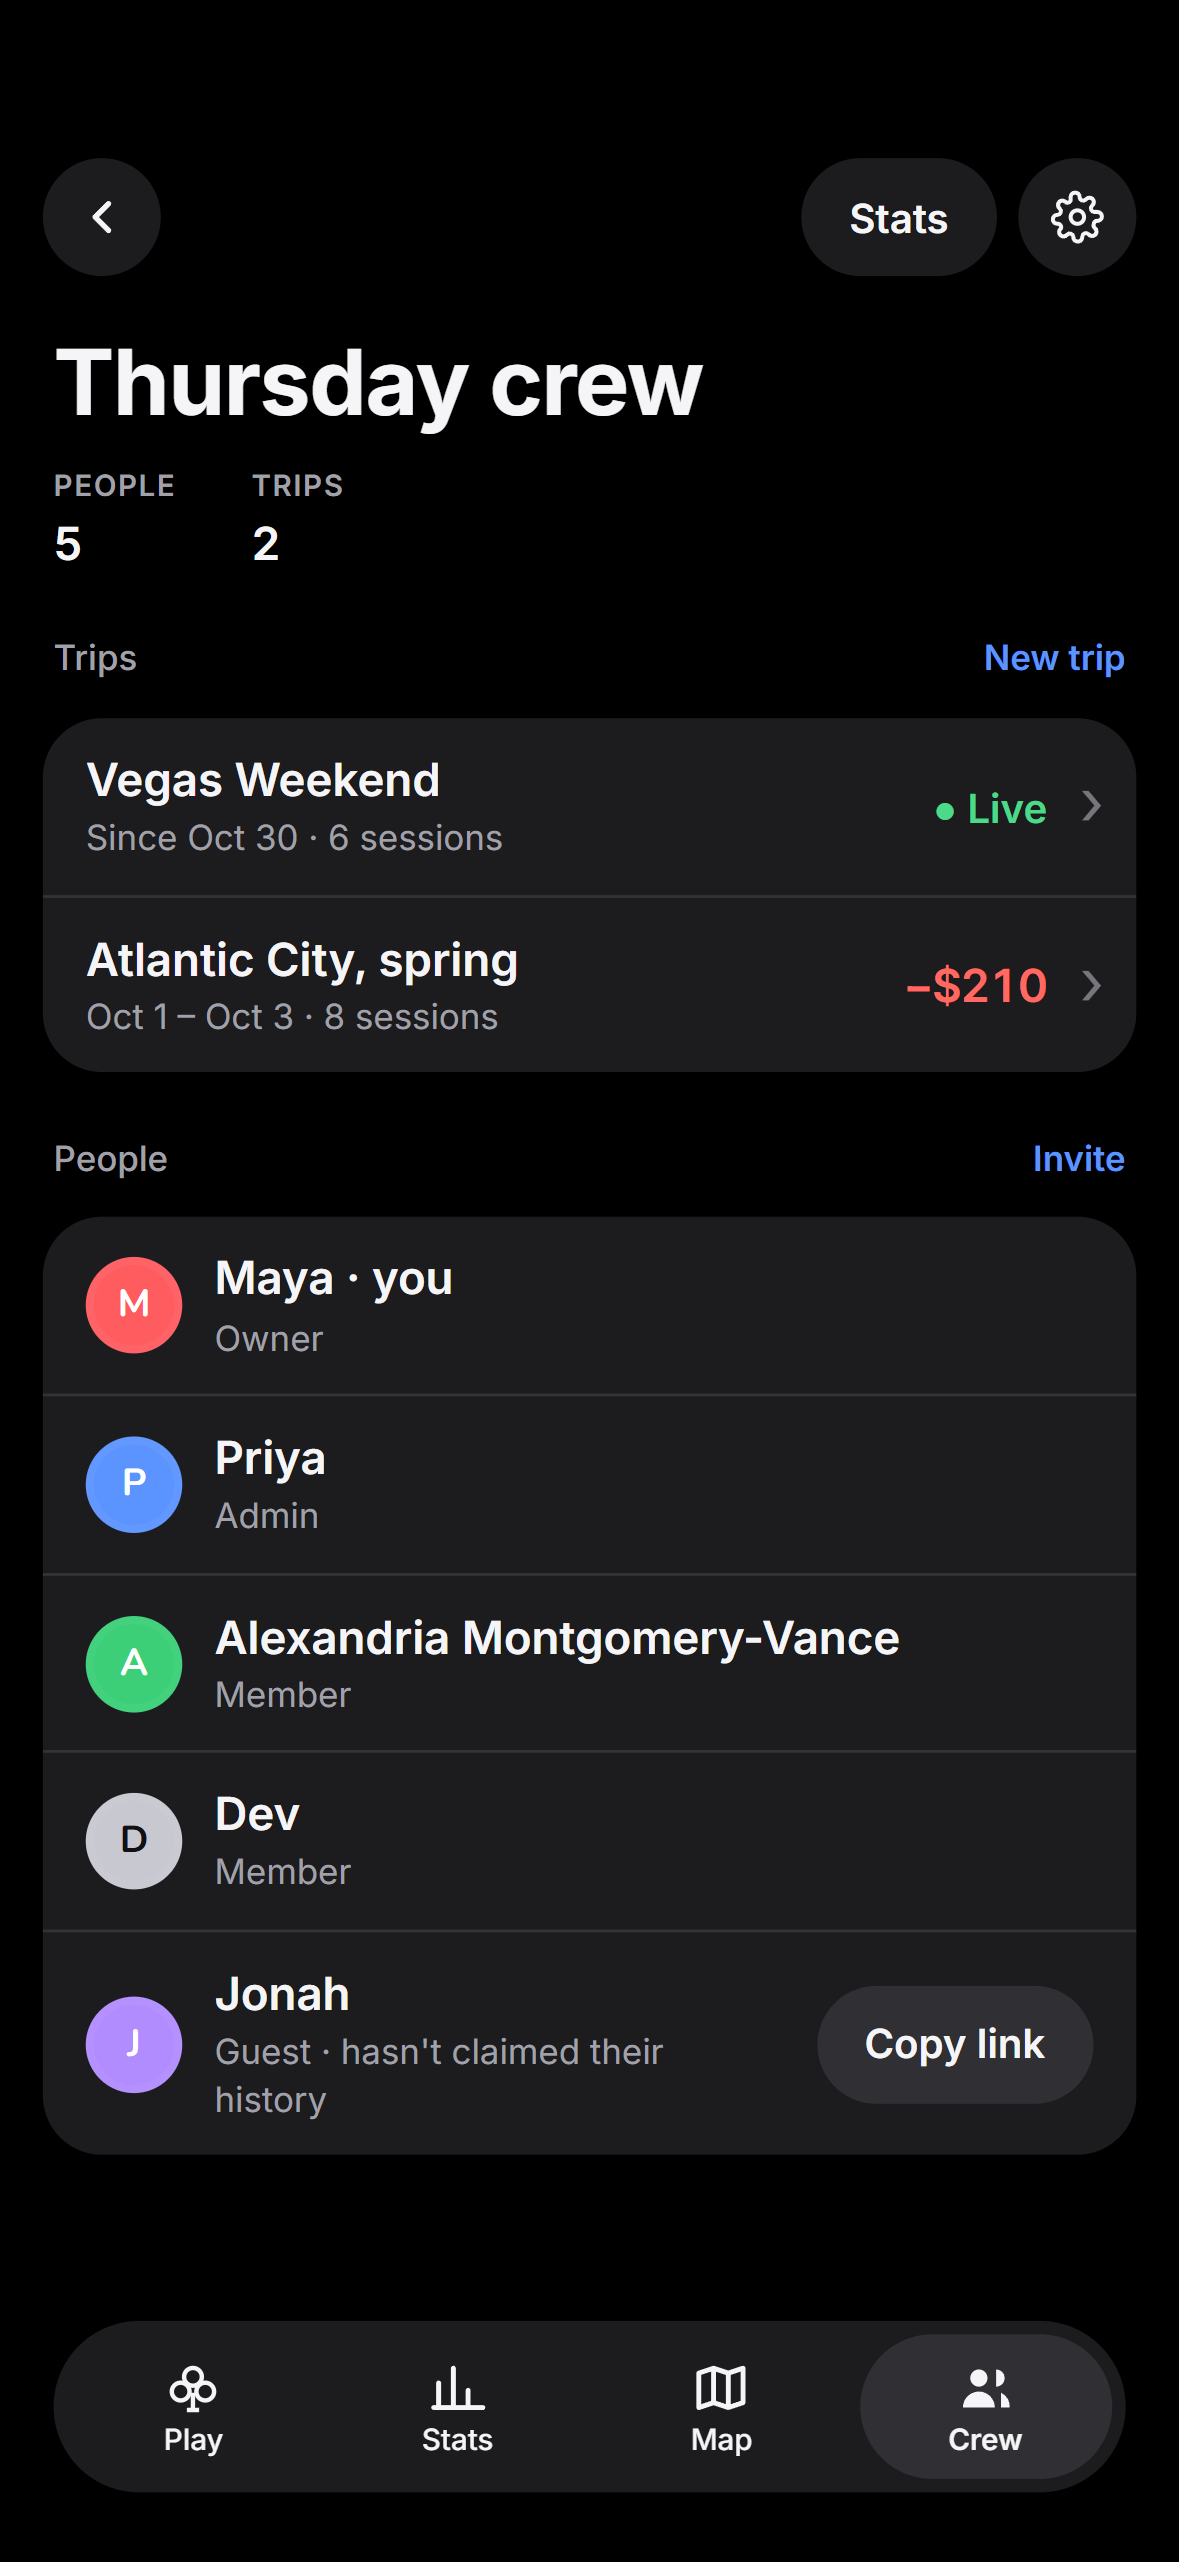 Stats
Thursday crew
PEOPLE TRIPS
5 2
Trips New trip
Vegas Weekend
Since Oct 30 · 6 sessions
Live
Atlantic City, spring
Oct 1 – Oct 3 · 8 sessions
−$210
People Invite
M
Maya · you
Owner
P
Priya
Admin
A
Alexandria Montgomery-Vance
Member
D
Dev
Member
J
Jonah
Guest · hasn't claimed their
history
Copy link
Play Stats Map Crew